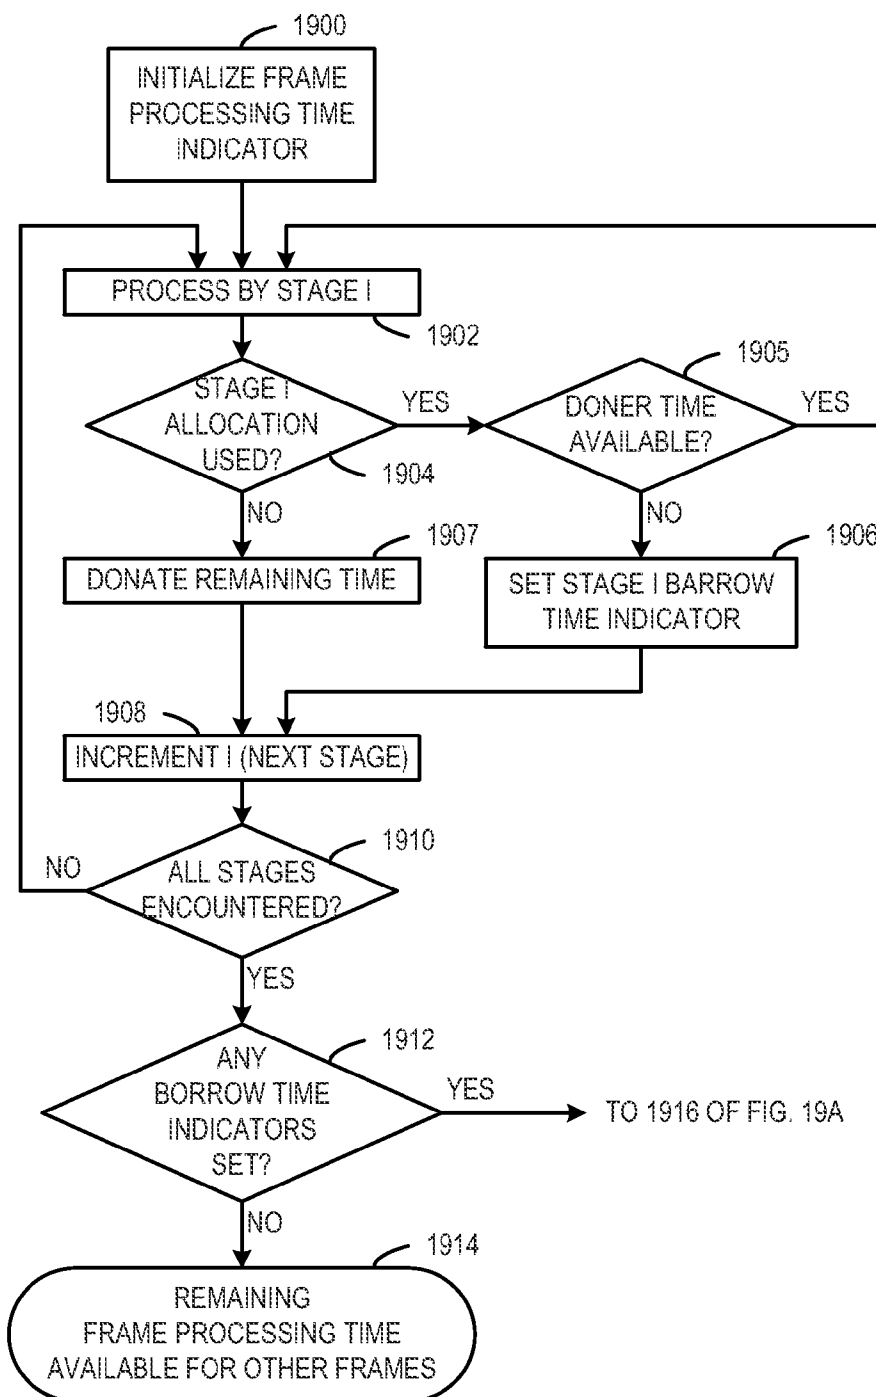 1900
INITIALIZE FRAME
PROCESSING TIME
INDICATOR
PROCESS BY STAGE I
1902
STAGE I
ALLOCATION
USED?
1904
YES
DONER TIME
AVAILABLE?
1905
YES
NO
NO
1907
DONATE REMAINING TIME
1906
SET STAGE I BARROW
TIME INDICATOR
1908
INCREMENT I (NEXT STAGE)
1910
NO
ALL STAGES
ENCOUNTERED?
YES
1912
ANY
BORROW TIME
INDICATORS
SET?
YES
TO 1916 OF FIG. 19A
NO
1914
REMAINING
FRAME PROCESSING TIME
AVAILABLE FOR OTHER FRAMES